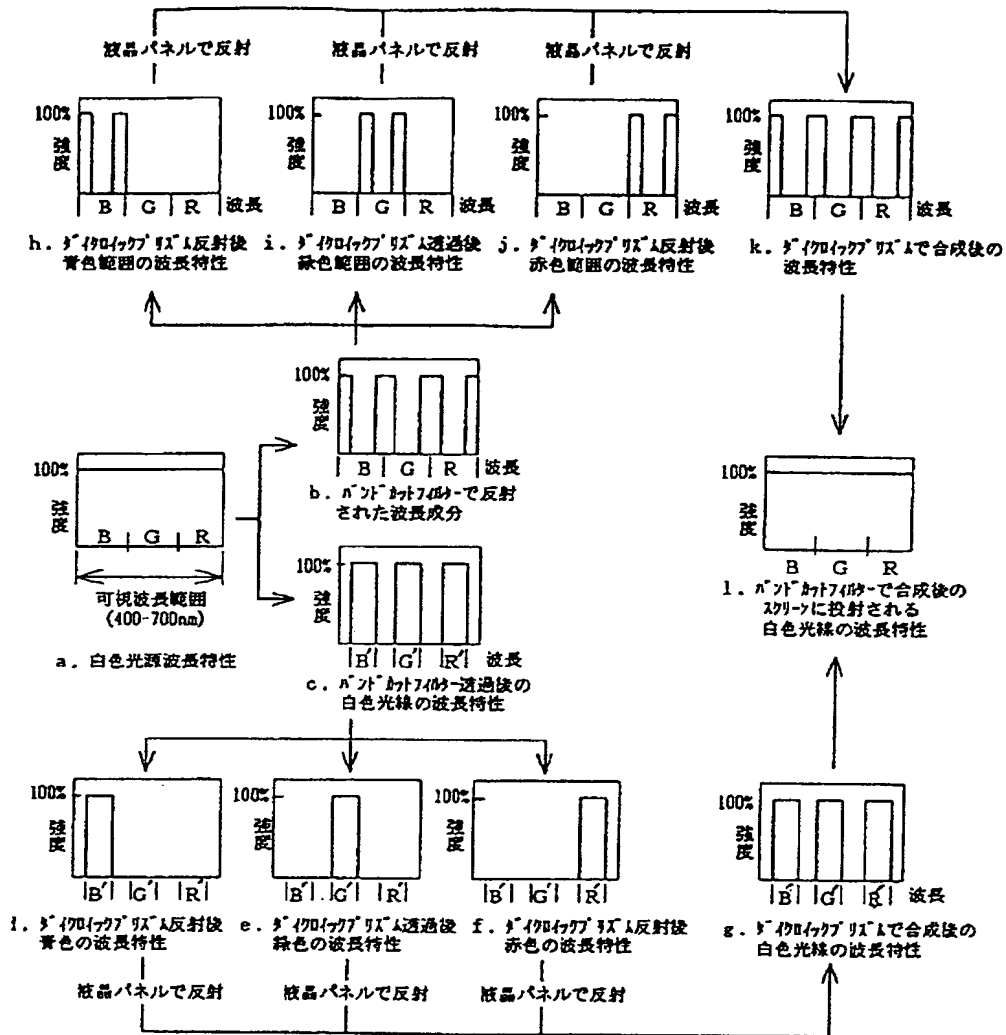 液晶パネルで反射
液晶パネルで反射
液晶パネルで反射
100%
強度
B G R 波長
h. ダイクロイックプリズム反射後
青色範囲の波長特性
100%
強度
B G R 波長
i. ダイクロイックプリズム透過後
緑色範囲の波長特性
100%
強度
B G R 波長
j. ダイクロイックプリズム反射後
赤色範囲の波長特性
100%
強度
B G R 波長
k. ダイクロイックプリズムで合成後の
波長特性
100%
強度
B G R 波長
b. バンドカットフィルターで反射
された波長成分
100%
強度
B G R
可視波長範囲
(400-700nm)
a. 白色光源波長特性
100%
強度
B′ G′ R′ 波長
c. バンドカットフィルター透過後の
白色光線の波長特性
100%
強度
B G R
l. バンドカットフィルターで合成後の
スクリーンに投射される
白色光線の波長特性
100%
強度
B′ G′ R′
ダイクロイックプリズム反射後
青色の波長特性
100%
強度
B′ G′ R′
e. ダイクロイックプリズム透過後
緑色の波長特性
100%
強度
B′ G′ R′
f. ダイクロイックプリズム反射後
赤色の波長特性
100%
強度
B′ G′ R′ 波長
g. ダイクロイックプリズムで合成後の
白色光線の波長特性
液晶パネルで反射
液晶パネルで反射
液晶パネルで反射